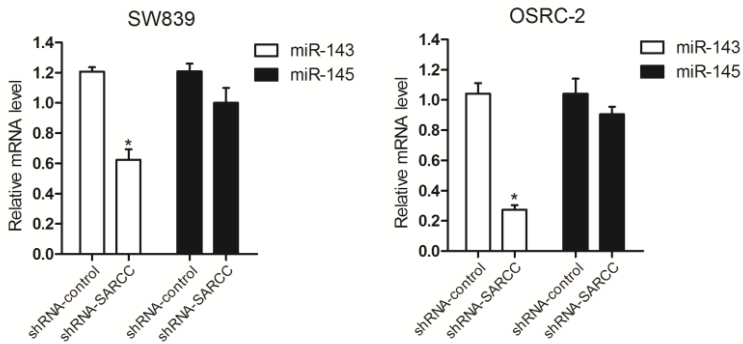 SW839
Relative mRNA level
1.4
1.2
1.0
0.8
0.6
0.4
0.2
0.0
*
miR-143
miR-145
shRNA-control
shRNA-SARCC
shRNA-control
shRNA-SARCC
OSRC-2
Relative mRNA level
1.4
1.2
1.0
0.8
0.6
0.4
0.2
0.0
*
miR-143
miR-145
shRNA-control
shRNA-SARCC
shRNA-control
shRNA-SARCC